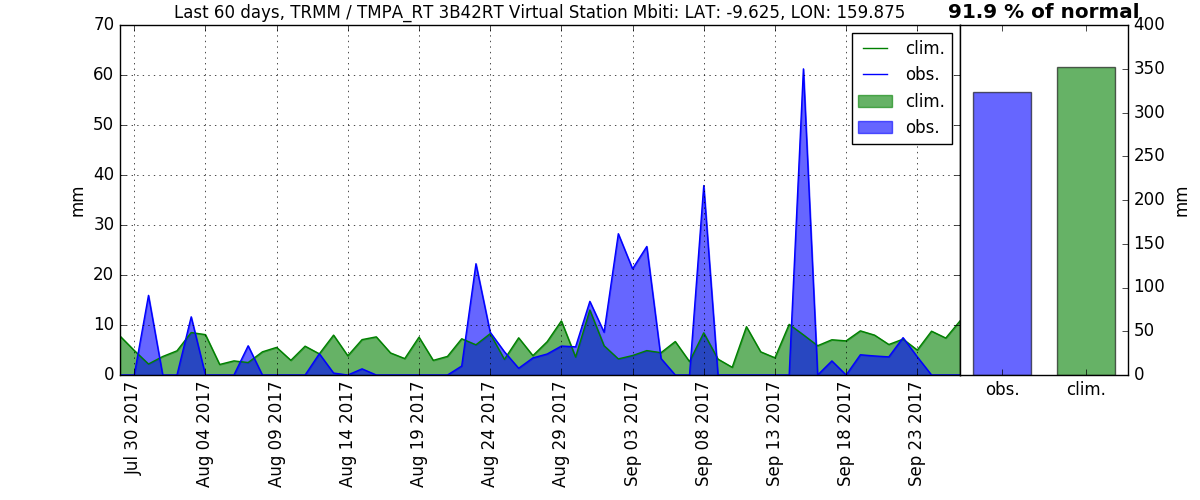 Last 60 days, TRMM / TMPA_RT 3B42RT Virtual Station Mbiti: LAT: -9.625, LON: 159.875
91.9 % of normal
70
60
50
40
30
20
10
0
mm
clim.
obs.
clim.
obs.
400
350
300
250
200
150
100
50
0
mm
obs.
clim.
Jul 30 2017
Aug 04 2017
Aug 09 2017
Aug 14 2017
Aug 19 2017
Aug 24 2017
Aug 29 2017
Sep 03 2017
Sep 08 2017
Sep 13 2017
Sep 18 2017
Sep 23 2017